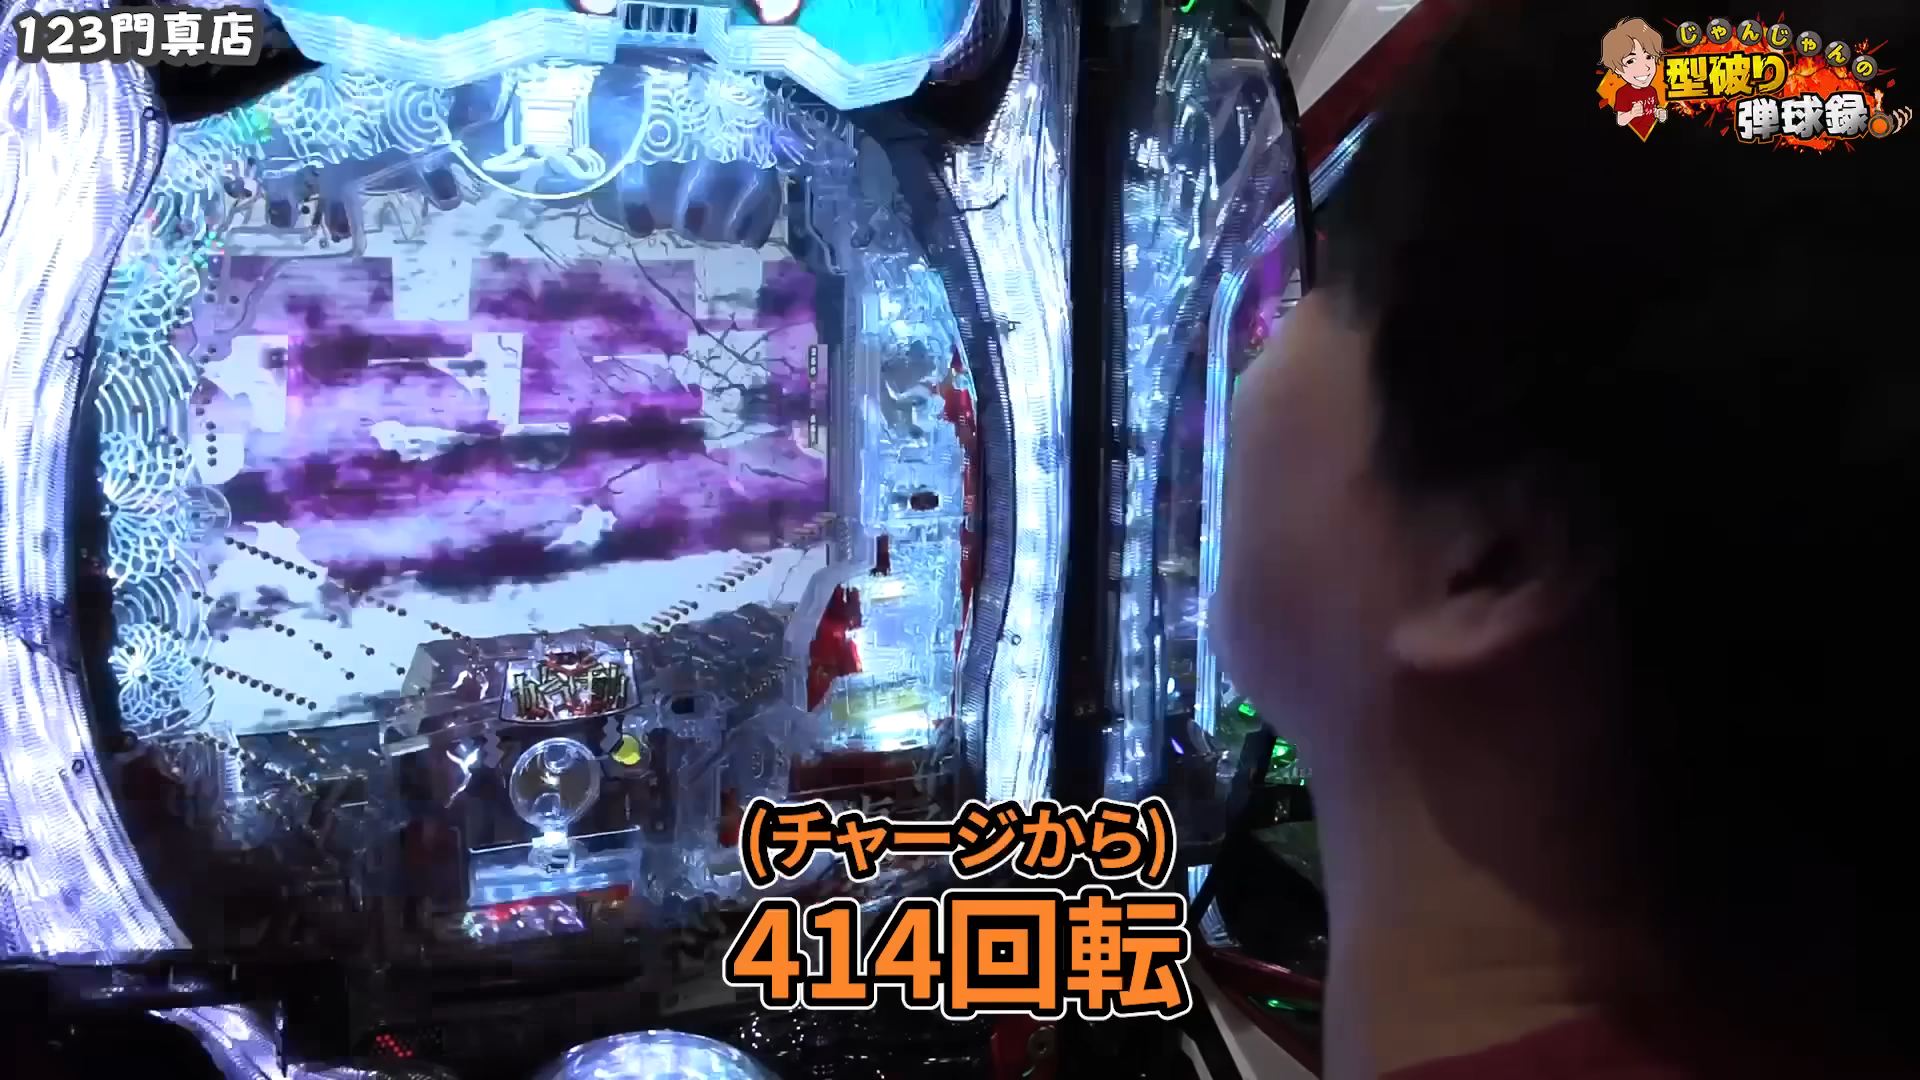 123門真店
じゃんじゃんの
型破り
弾球録
(チャージから)
414回転